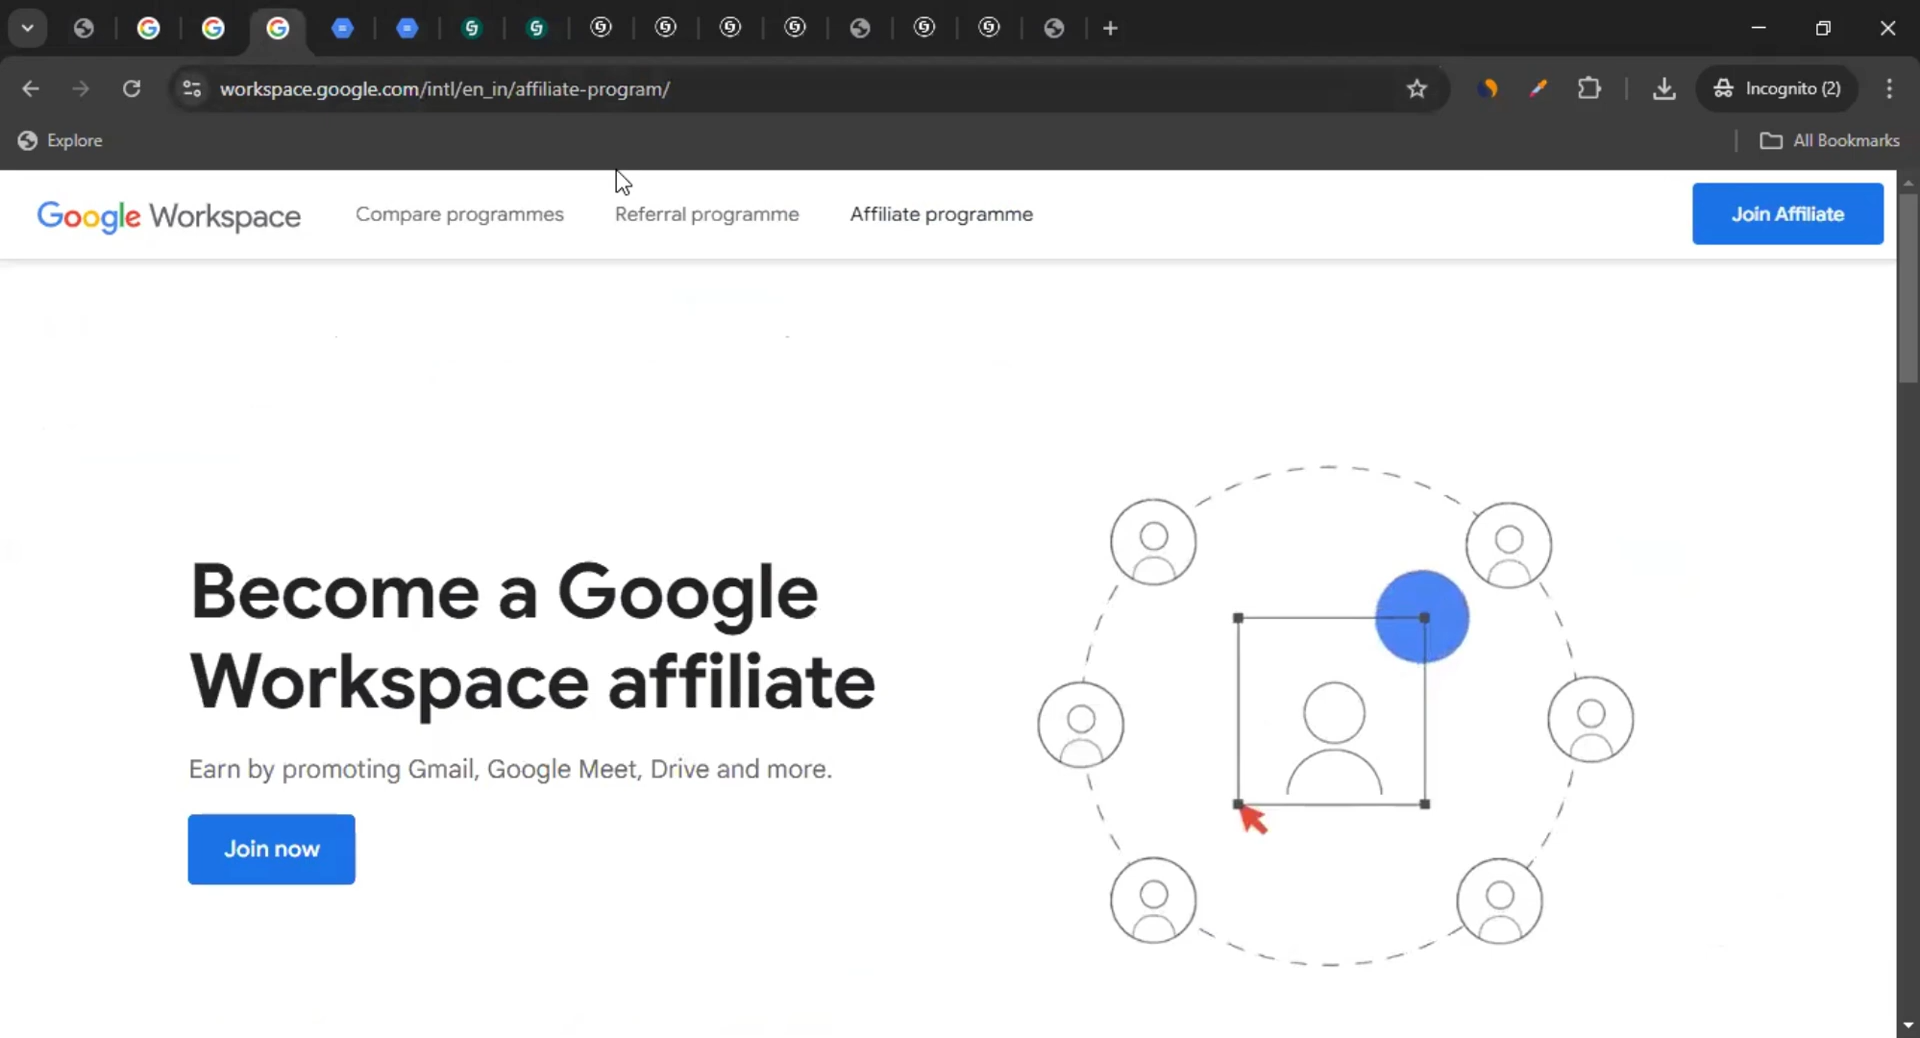 workspace.google.com/intl/en_in/affiliate-program/
Incognito (2)
Explore
All Bookmarks
Google Workspace
Compare programmes
Referral programme
Affiliate programme
Join Affiliate
Become a Google
Workspace affiliate
Earn by promoting Gmail, Google Meet, Drive and more.
Join now